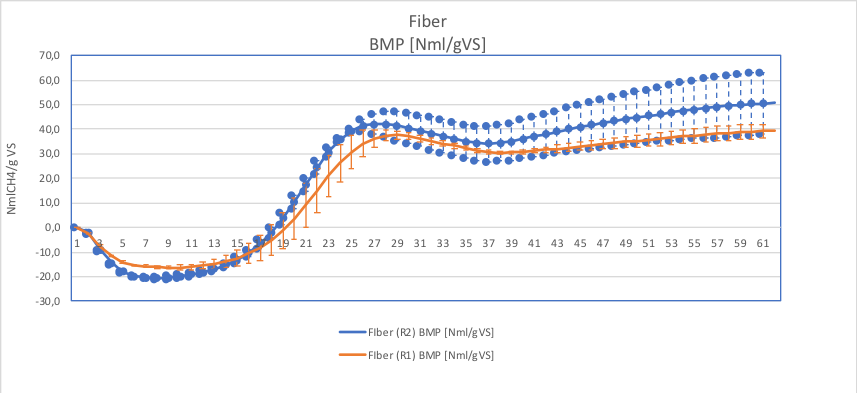 Fiber
BMP [Nml/gVS]
70,0
60,0
50,0
40,0
30,0
20,0
10,0
0,0
-10,0
-20,0
-30,0
NmlCH4/g VS
1 3 5 7 9 11 13 15 17 19 21 23 25 27 29 31 33 35 37 39 41 43 45 47 49 51 53 55 57 59 61
FIber (R2) BMP [Nml/gVS]
FIber (R1) BMP [Nml/gVS]